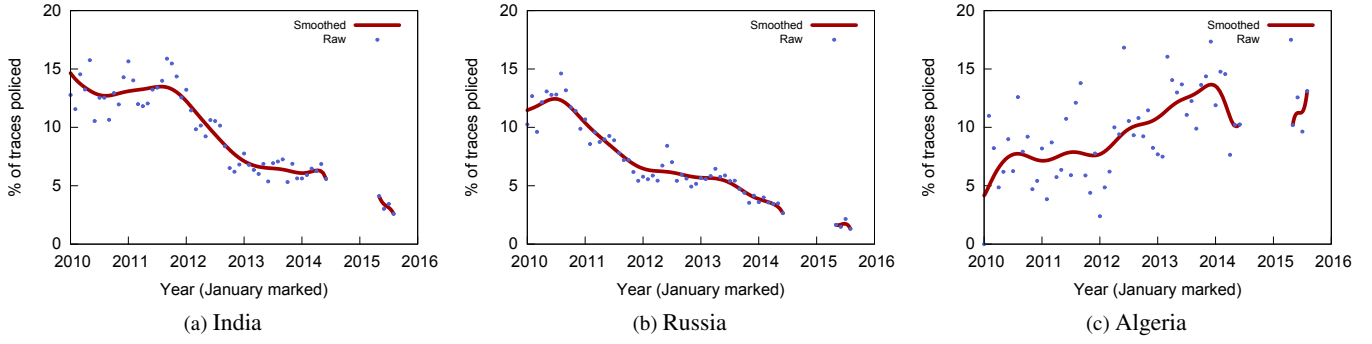 % of traces policed
20
15
10
5
0
Smoothed
Raw
2010 2011 2012 2013 2014 2015 2016
Year (January marked)
(a) India
% of traces policed
20
15
10
5
0
Smoothed
Raw
2010 2011 2012 2013 2014 2015 2016
Year (January marked)
(b) Russia
% of traces policed
20
15
10
5
0
Smoothed
Raw
2010 2011 2012 2013 2014 2015 2016
Year (January marked)
(c) Algeria